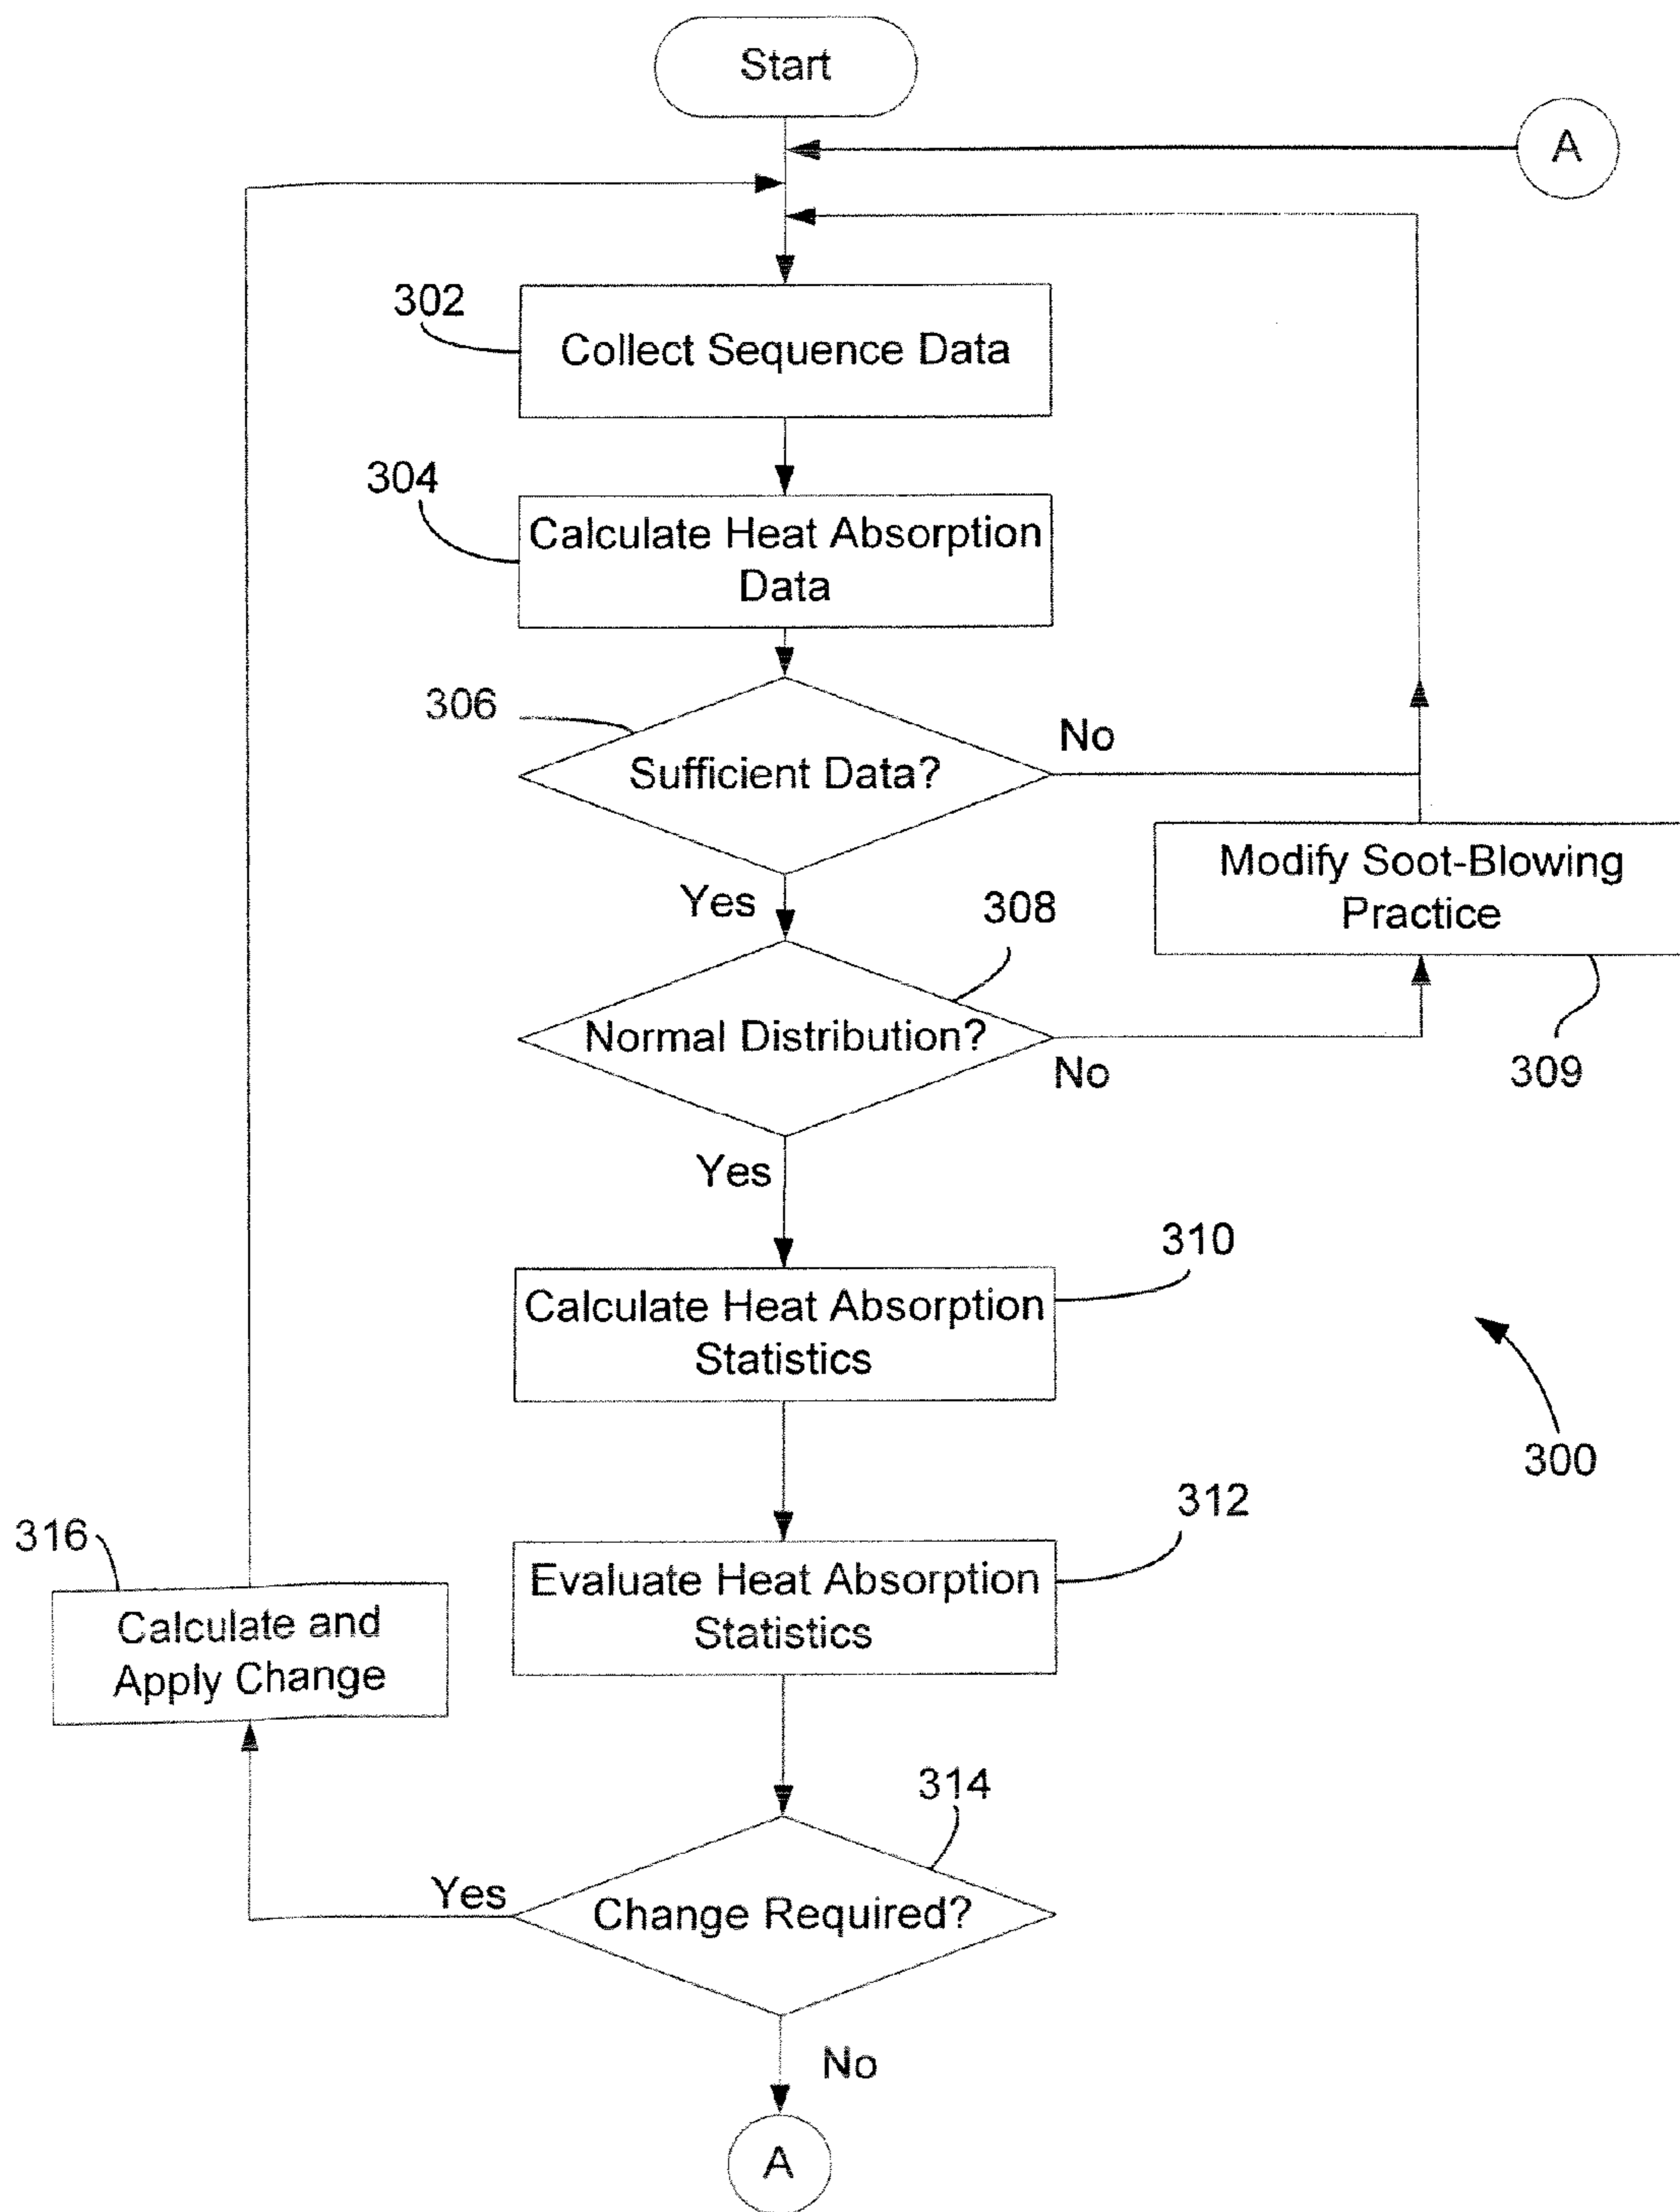 Start
A
302
Collect Sequence Data
304
Calculate Heat Absorption
Data
306
Sufficient Data?
No
Yes
Modify Soot-Blowing
Practice
309
308
Normal Distribution?
No
Yes
310
Calculate Heat Absorption
Statistics
300
312
Evaluate Heat Absorption
Statistics
316
Calculate and
Apply Change
314
Change Required?
Yes
No
A